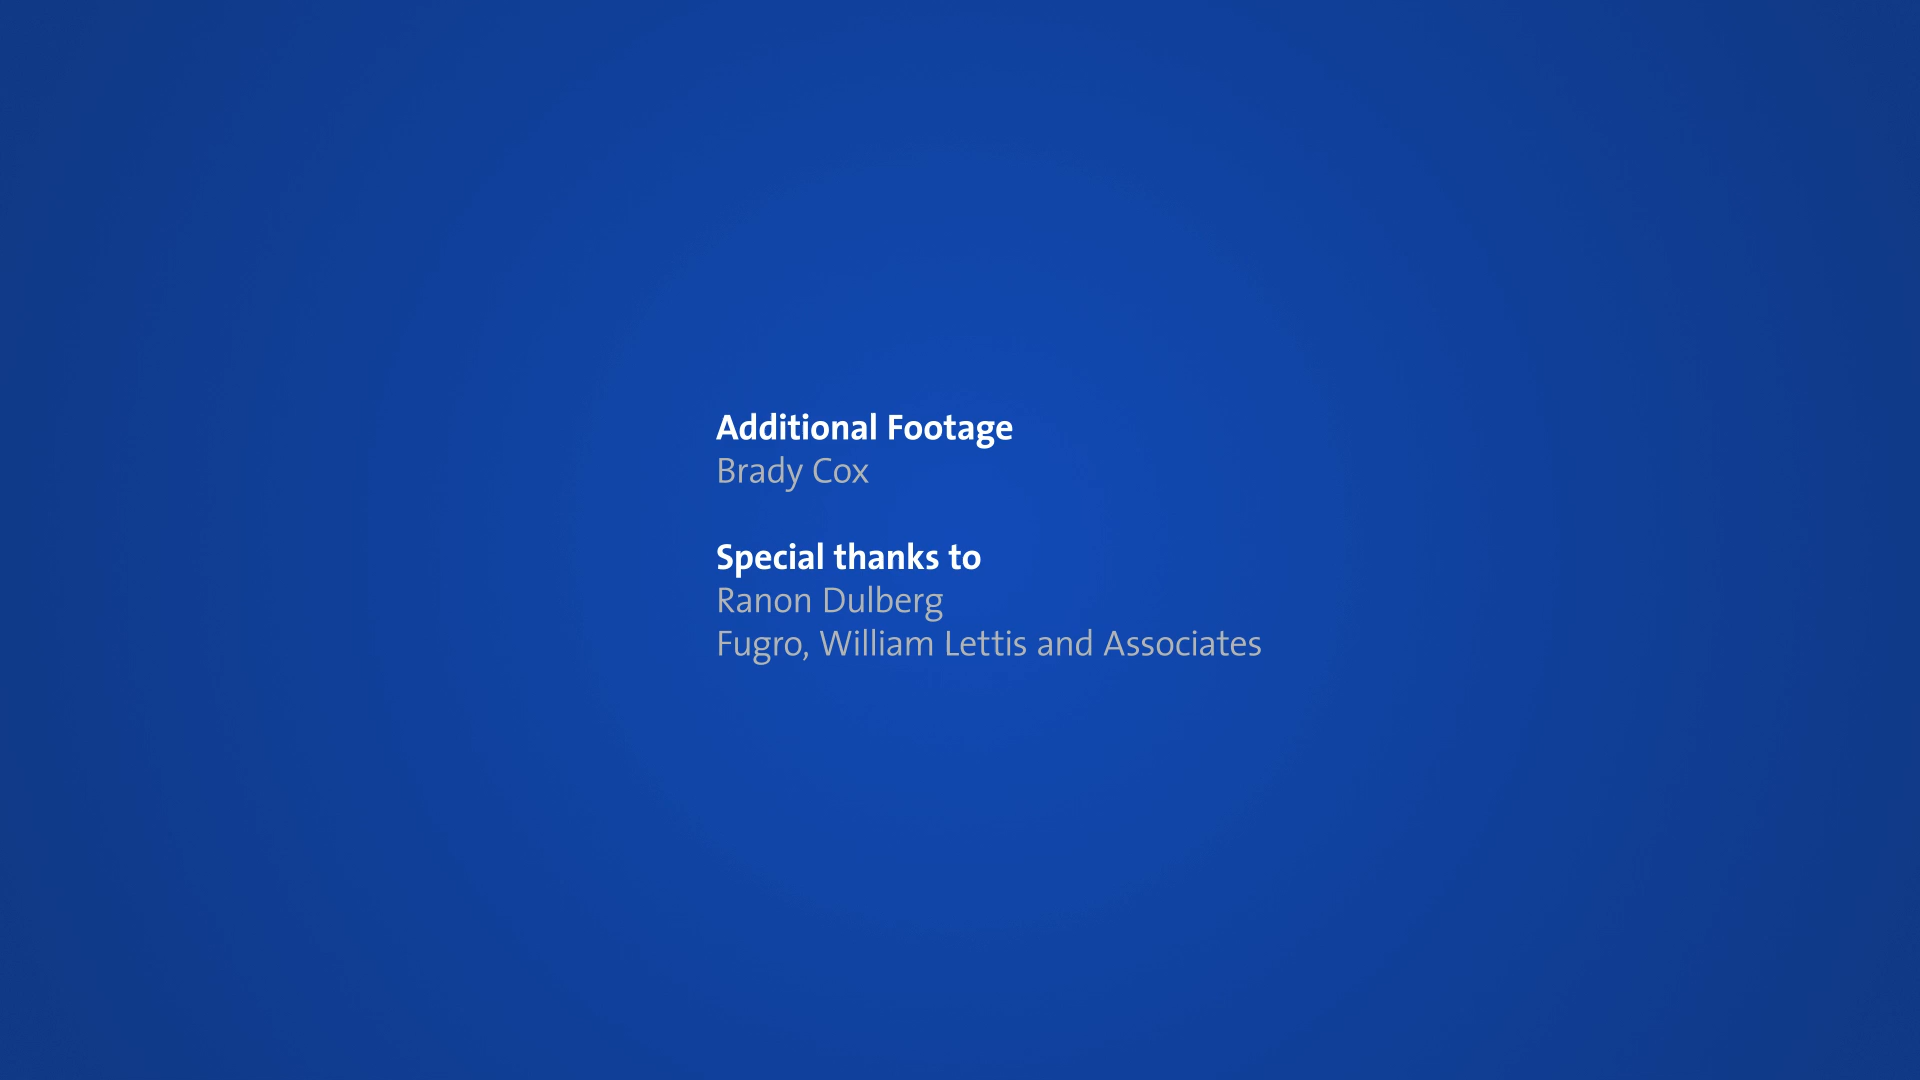 Additional Footage
Brady Cox
Special thanks to
Ranon Dulberg
Fugro, William Lettis and Associates